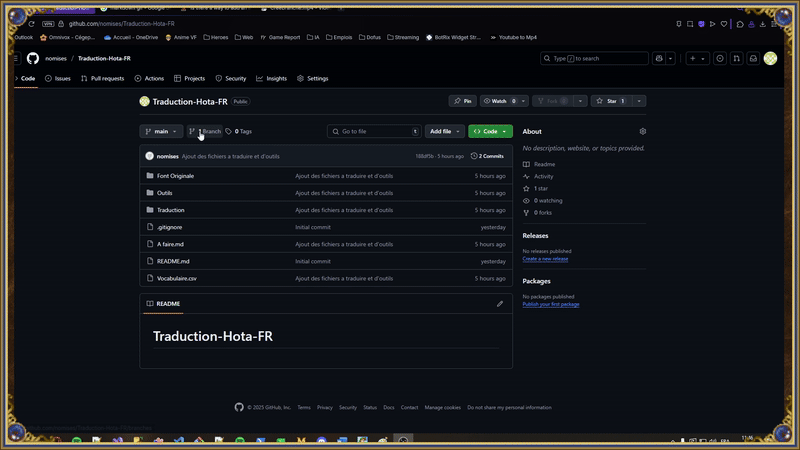 github.com/nomises/Traduction-Hota-FR
VPN
Outlook
Omnivox - Cégep...
Accueil - OneDrive
Anime VF
Heroes
Web
Game Report
IA
Emplois
Dofus
Streaming
BotRix Widget Str...
Youtube to Mp4
nomises / Traduction-Hota-FR
Type / to search
Code
Issues
Pull requests
Actions
Projects
Security
Insights
Settings
Traduction-Hota-FR
Public
Pin
Watch 0
Fork 0
Star 1
main
1 Branch
0 Tags
Go to file
Add file
Code
nomises Ajout des fichiers a traduire et d'outils
5 hours ago
2 Commits
Font Originale Ajout des fichiers a traduire et d'outils 5 hours ago
Outils Ajout des fichiers a traduire et d'outils 5 hours ago
Traduction Ajout des fichiers a traduire et d'outils 5 hours ago
.gitignore Initial commit yesterday
A faire.md Ajout des fichiers a traduire et d'outils 5 hours ago
README.md Initial commit yesterday
Vocabulaire.csv Ajout des fichiers a traduire et d'outils 5 hours ago
README
Traduction-Hota-FR
About
No description, website, or topics provided.
Readme
Activity
1 star
0 watching
0 forks
Releases
No releases published
Create a new release
Packages
No packages published
Publish your first package
© 2025 GitHub, Inc.
Terms
Privacy
Security
Status
Docs
Contact
Manage cookies
Do not share my personal information